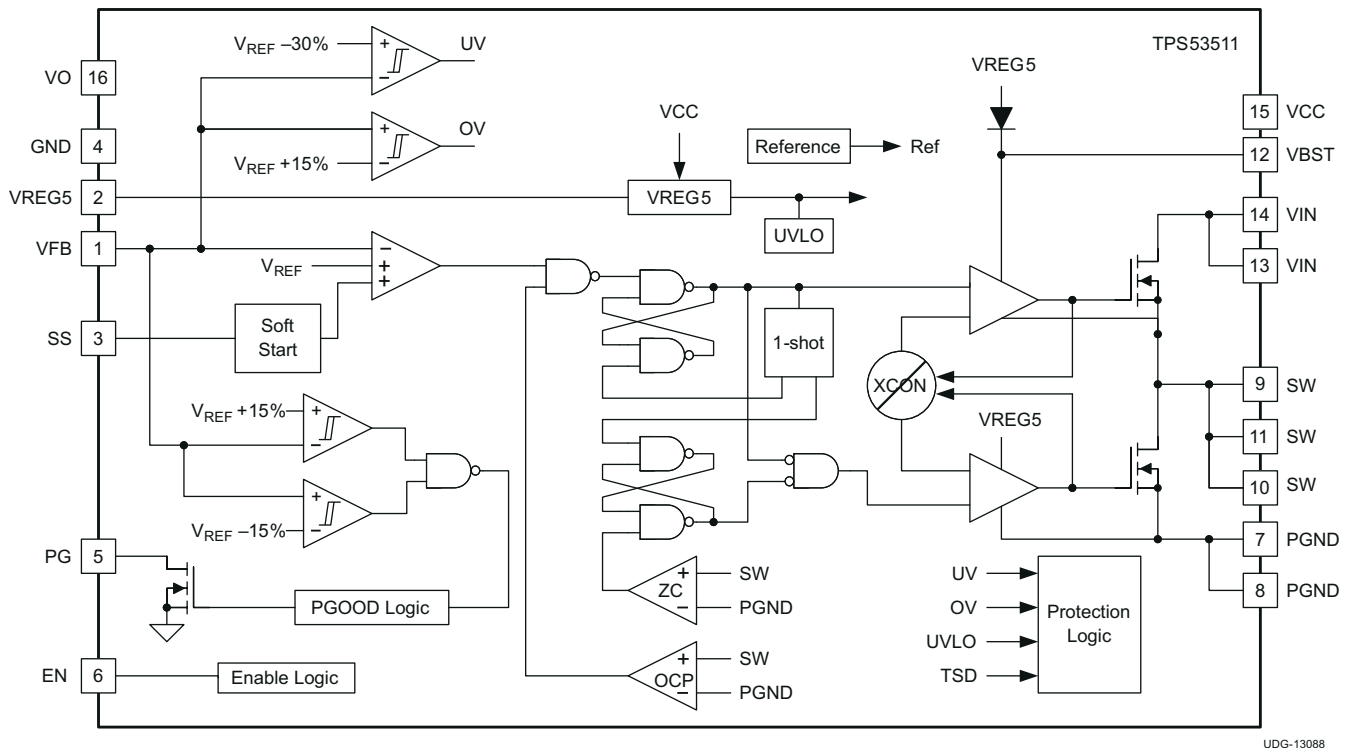 TPS53511
VREF –30%
+
–
UV
VO 16
VREG5
15 VCC
GND 4
+
–
OV
VREF +15%
VCC
Reference
Ref
12 VBST
VREG5 2
VREG5
UVLO
14 VIN
13 VIN
VFB 1
–
VREF
+
+
SS 3
Soft
Start
1-shot
XCON
9 SW
11 SW
10 SW
VREF +15%
+
–
VREG5
+
VREF –15%
–
PG 5
7 PGND
8 PGND
PGOOD Logic
ZC
+
SW
–
PGND
UV
OV
UVLO
TSD
Protection
Logic
EN 6
Enable Logic
OCP
+
SW
–
PGND
UDG-13088